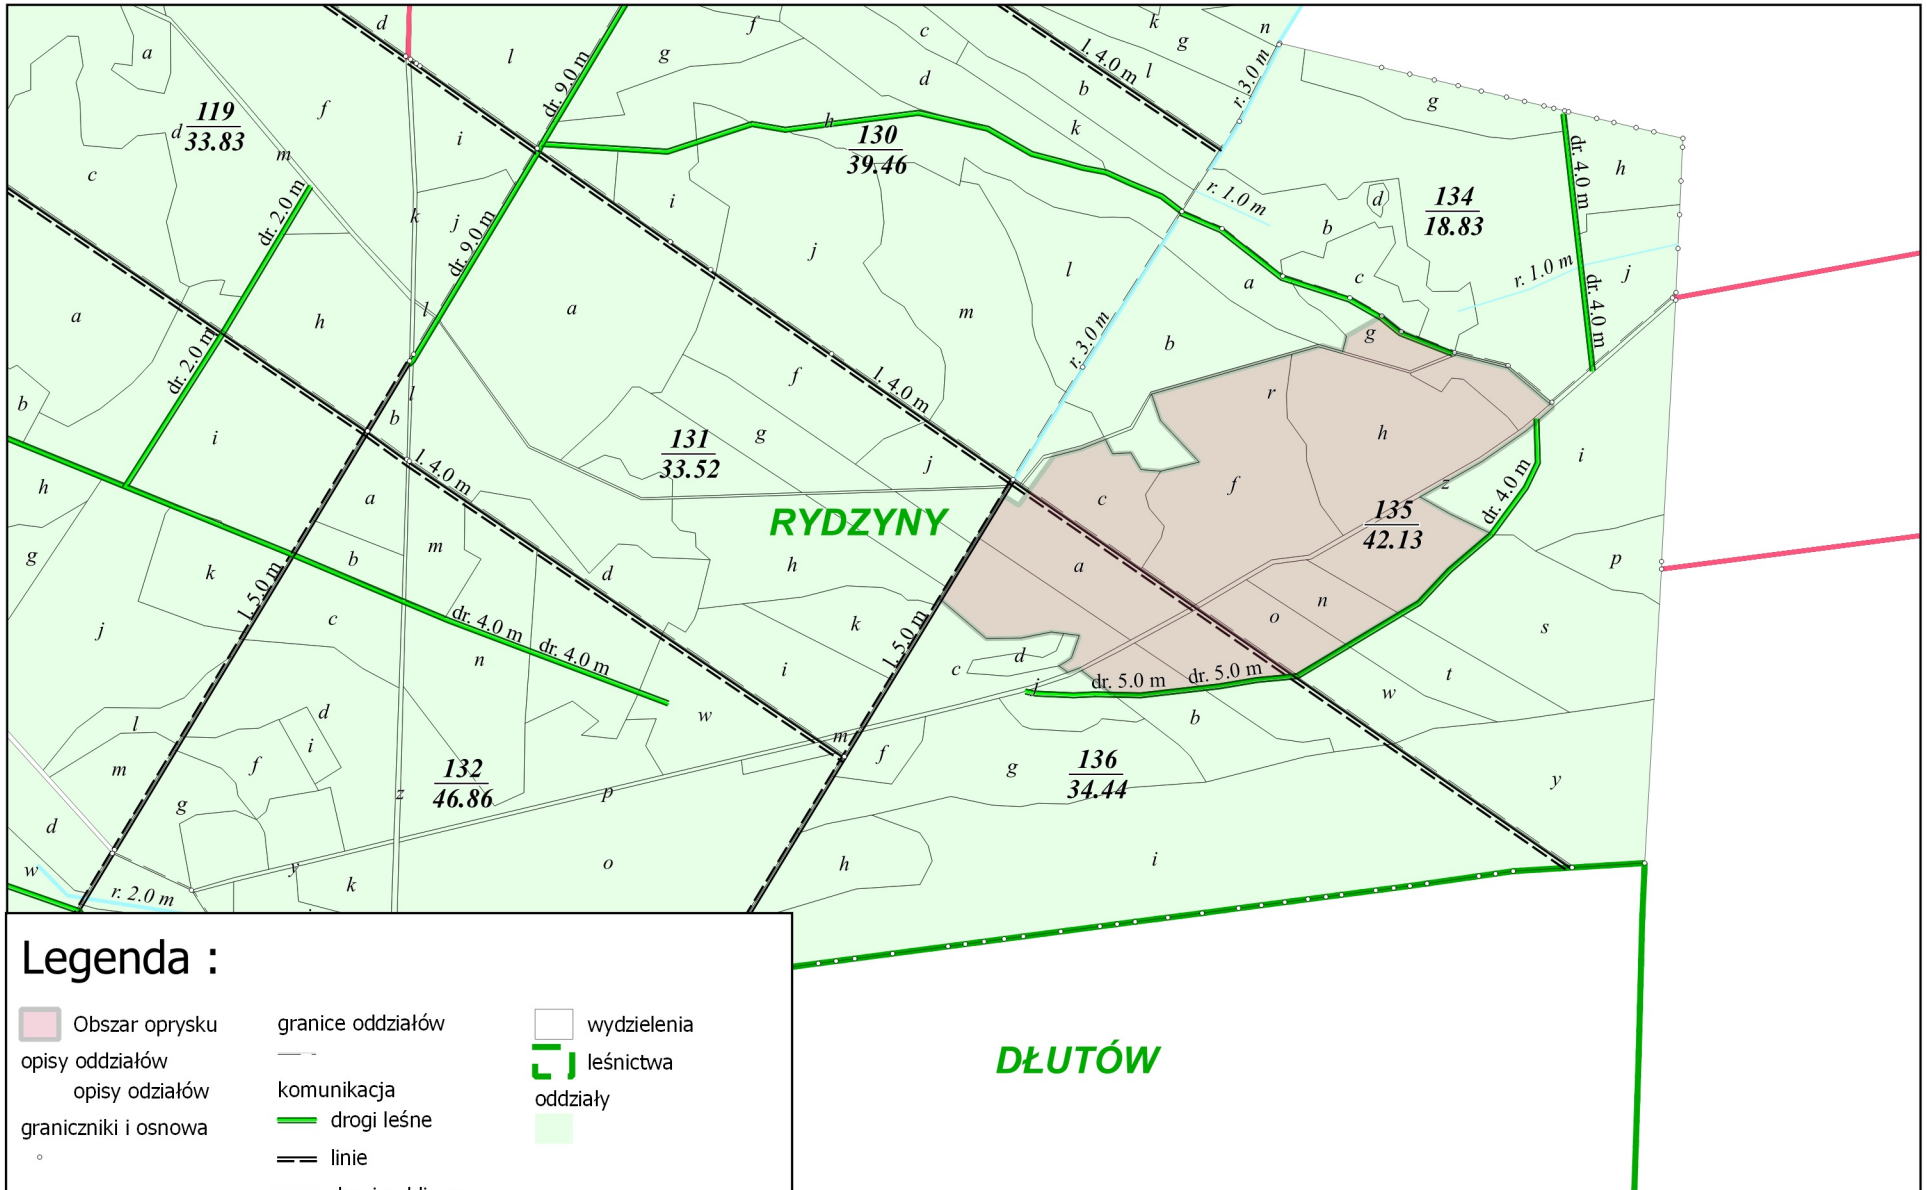 d
l
g
f
c
k
g
n
a
dr. 9.0 m
l. 4.0 m
l
r. 3.0 m
119
33.83
d
f
i
h
130
39.46
d
b
k
g
dr. 4.0 m
h
c
m
dr. 2.0 m
k
j
dr. 9.0 m
i
j
l
r. 1.0 m
b
d
134
18.83
c
a
r. 1.0 m
j
dr. 4.0 m
a
h
l
a
m
r. 3.0 m
b
g
dr. 2.0 m
f
l. 4.0 m
r
b
l
b
i
131
33.52
g
j
h
i
h
a
l. 4.0 m
c
f
z
dr. 4.0 m
RYDZYNY
135
42.13
g
k
b
m
d
h
a
p
l. 5.0 m
n
o
j
c
dr. 4.0 m
dr. 4.0 m
k
l. 5.0 m
s
n
i
c
d
j
dr. 5.0 m
dr. 5.0 m
t
w
l
d
i
w
m
b
m
f
132
46.86
f
g
136
34.44
y
g
z
p
d
w
y
k
o
h
i
r. 2.0 m
Legenda :
Obszar oprysku
granice oddziałów
wydzielenia
opisy oddziałów
leśnictwa
opisy odziałów
komunikacja
oddziały
graniczniki i osnowa
drogi leśne
linie
DŁUTÓW